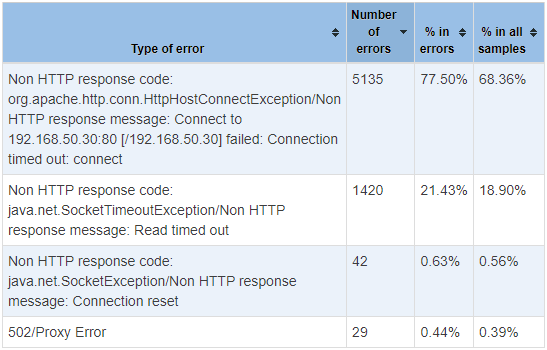 Type of error
Number
of
errors
% in
errors
% in all
samples
Non HTTP response code:
org.apache.http.conn.HttpHostConnectException/Non
HTTP response message: Connect to
192.168.50.30:80 [/192.168.50.30] failed: Connection
timed out: connect
5135
77.50%
68.36%
Non HTTP response code:
java.net.SocketTimeoutException/Non HTTP
response message: Read timed out
1420
21.43%
18.90%
Non HTTP response code:
java.net.SocketException/Non HTTP response
message: Connection reset
42
0.63%
0.56%
502/Proxy Error
29
0.44%
0.39%